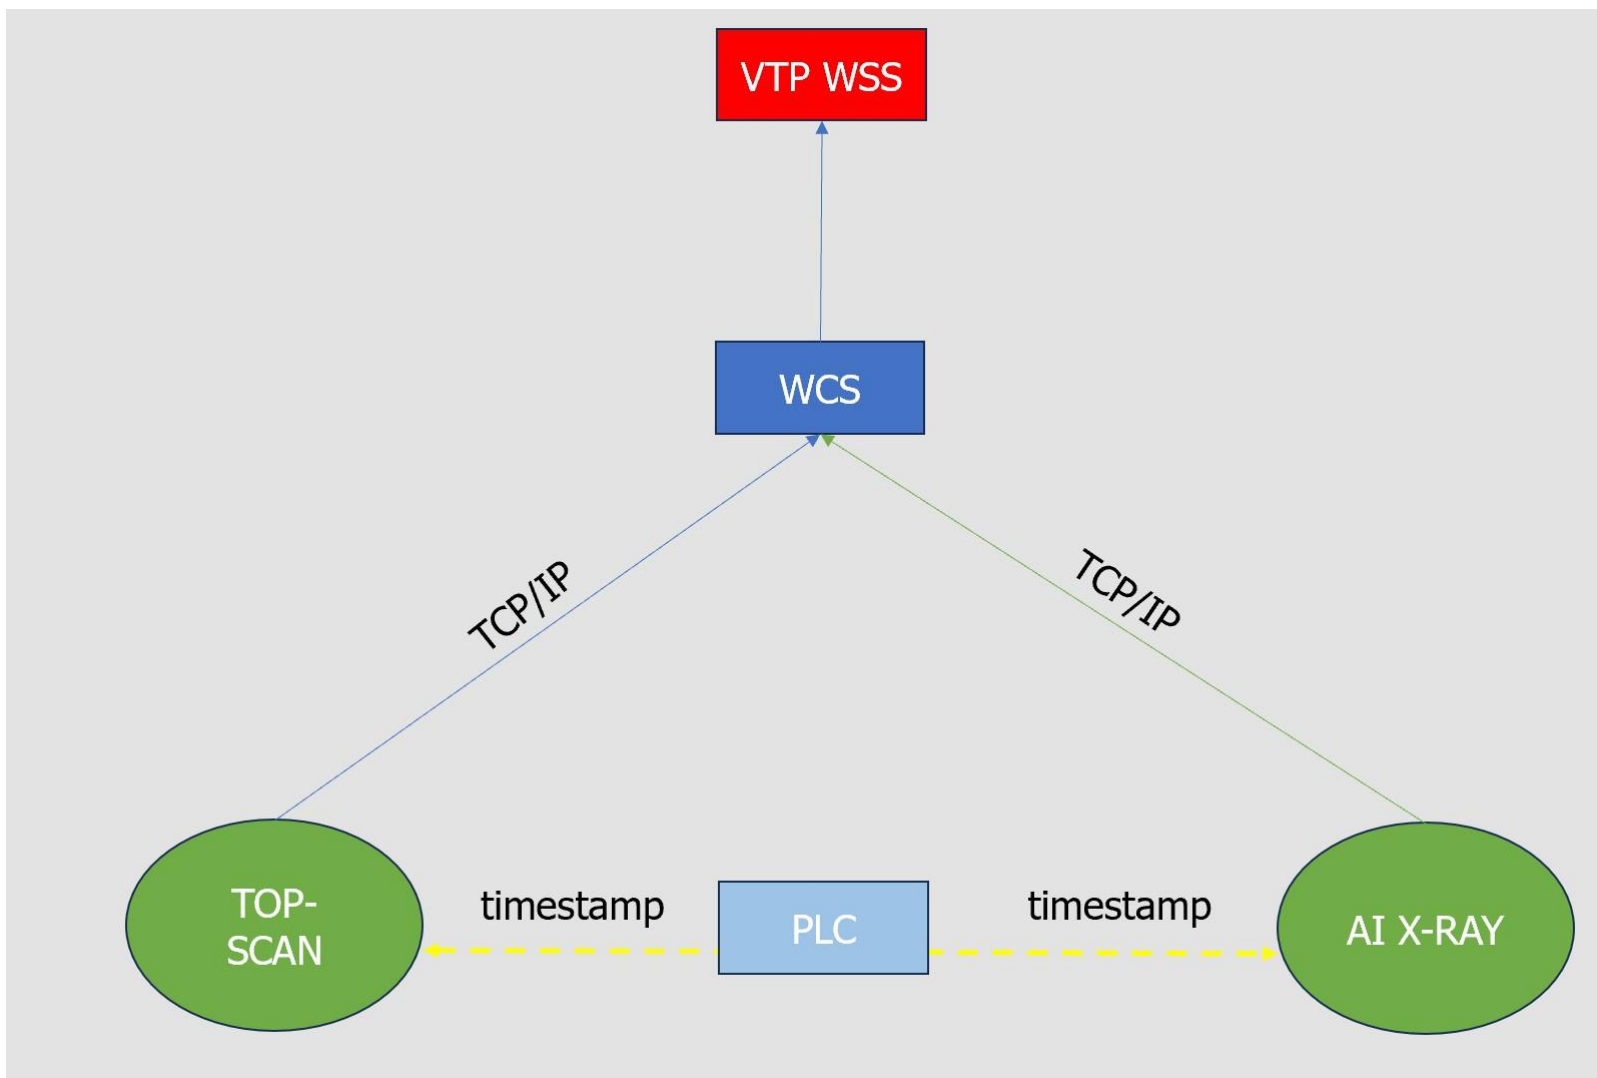 VTP WSS
WCS
TCP/IP
TCP/IP
TOP-
SCAN
timestamp
PLC
timestamp
AI X-RAY